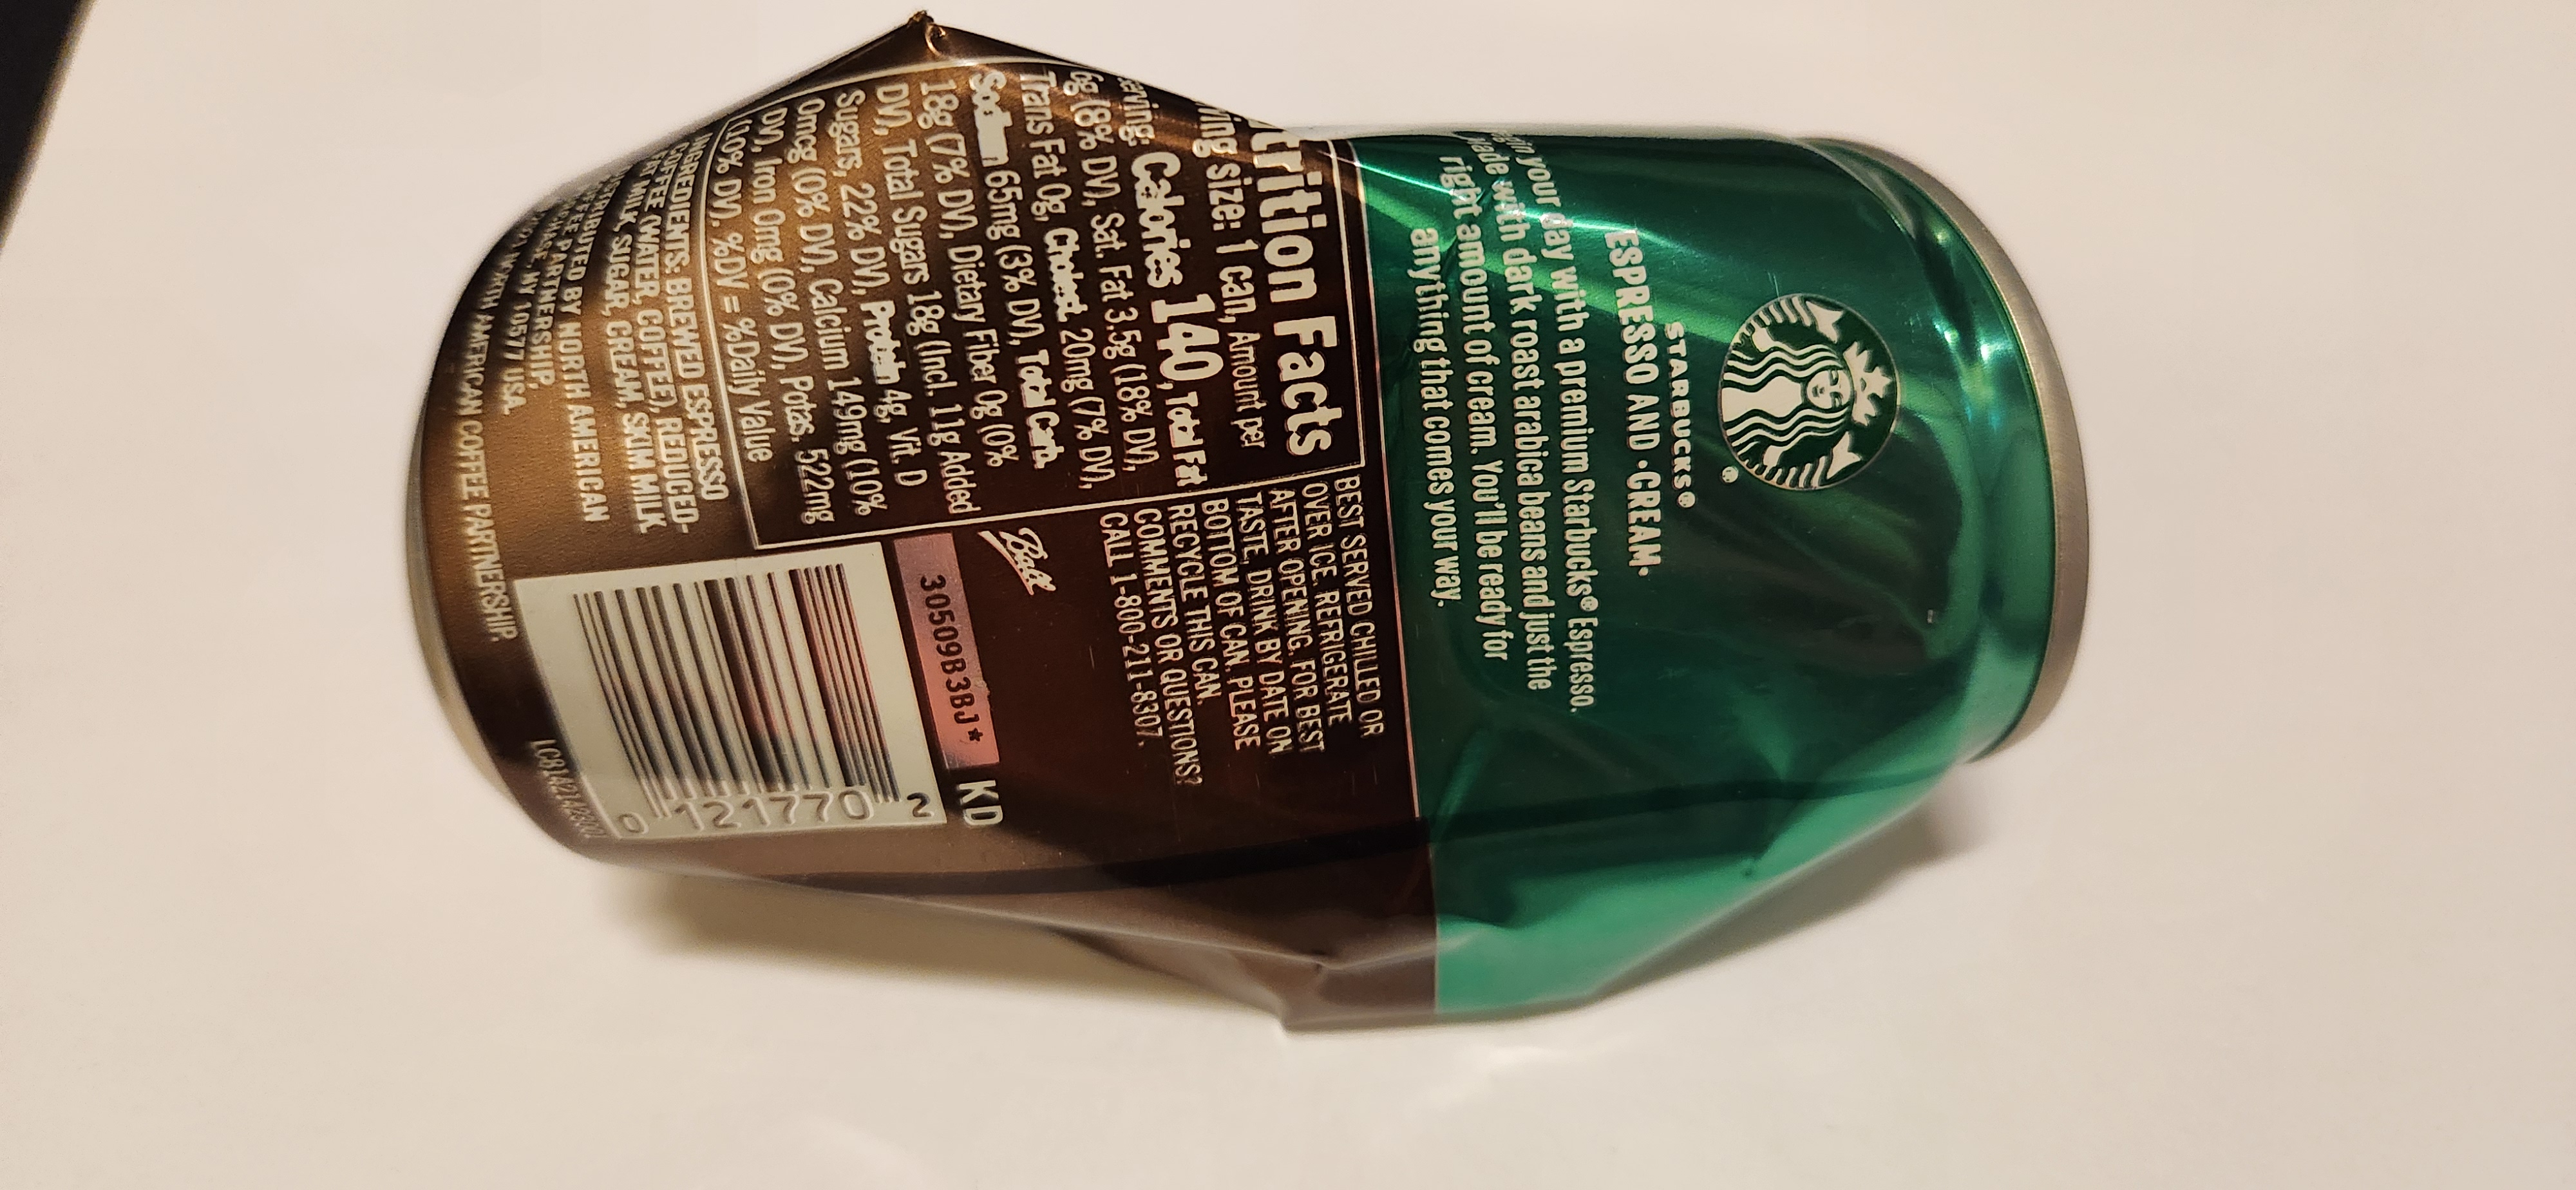 STARBUCKS®
ESPRESSO AND·CREAM·
your day with a premium Starbucks® Espresso,
made with dark roast arabica beans and just the
right amount of cream. You'll be ready for
anything that comes your way.
®
trition Facts
size: 1 can, Amount per
Calories 140, Total Fat
6g (8% DV), Sat. Fat 3.5g (18% DV),
Trans Fat 0g, Cholest. 20mg (7% DV),
Sodium 65mg (3% DV), Total Carb.
18g (7% DV), Dietary Fiber 0g (0%
DV), Total Sugars 18g (Incl. 11g Added
Sugars, 22% DV), Protein 4g, Vit. D
0mcg (0% DV), Calcium 149mg (10%
DV), Iron 0mg (0% DV), Potas. 522mg
(10% DV). %DV = %Daily Value
INGREDIENTS: BREWED ESPRESSO
COFFEE (WATER, COFFEE), REDUCED-
FAT MILK, SUGAR, CREAM, SKIM MILK
DISTRIBUTED BY NORTH AMERICAN
COFFEE PARTNERSHIP,
PURCHASE, NY 10577 USA.
NORTH AMERICAN COFFEE PARTNERSHIP.
BEST SERVED CHILLED OR
OVER ICE. REFRIGERATE
AFTER OPENING. FOR BEST
TASTE, DRINK BY DATE ON
BOTTOM OF CAN. PLEASE
RECYCLE THIS CAN.
COMMENTS OR QUESTIONS?
CALL 1-800-211-8307.
Ball
30509B3BJ* KD
0 121770 2